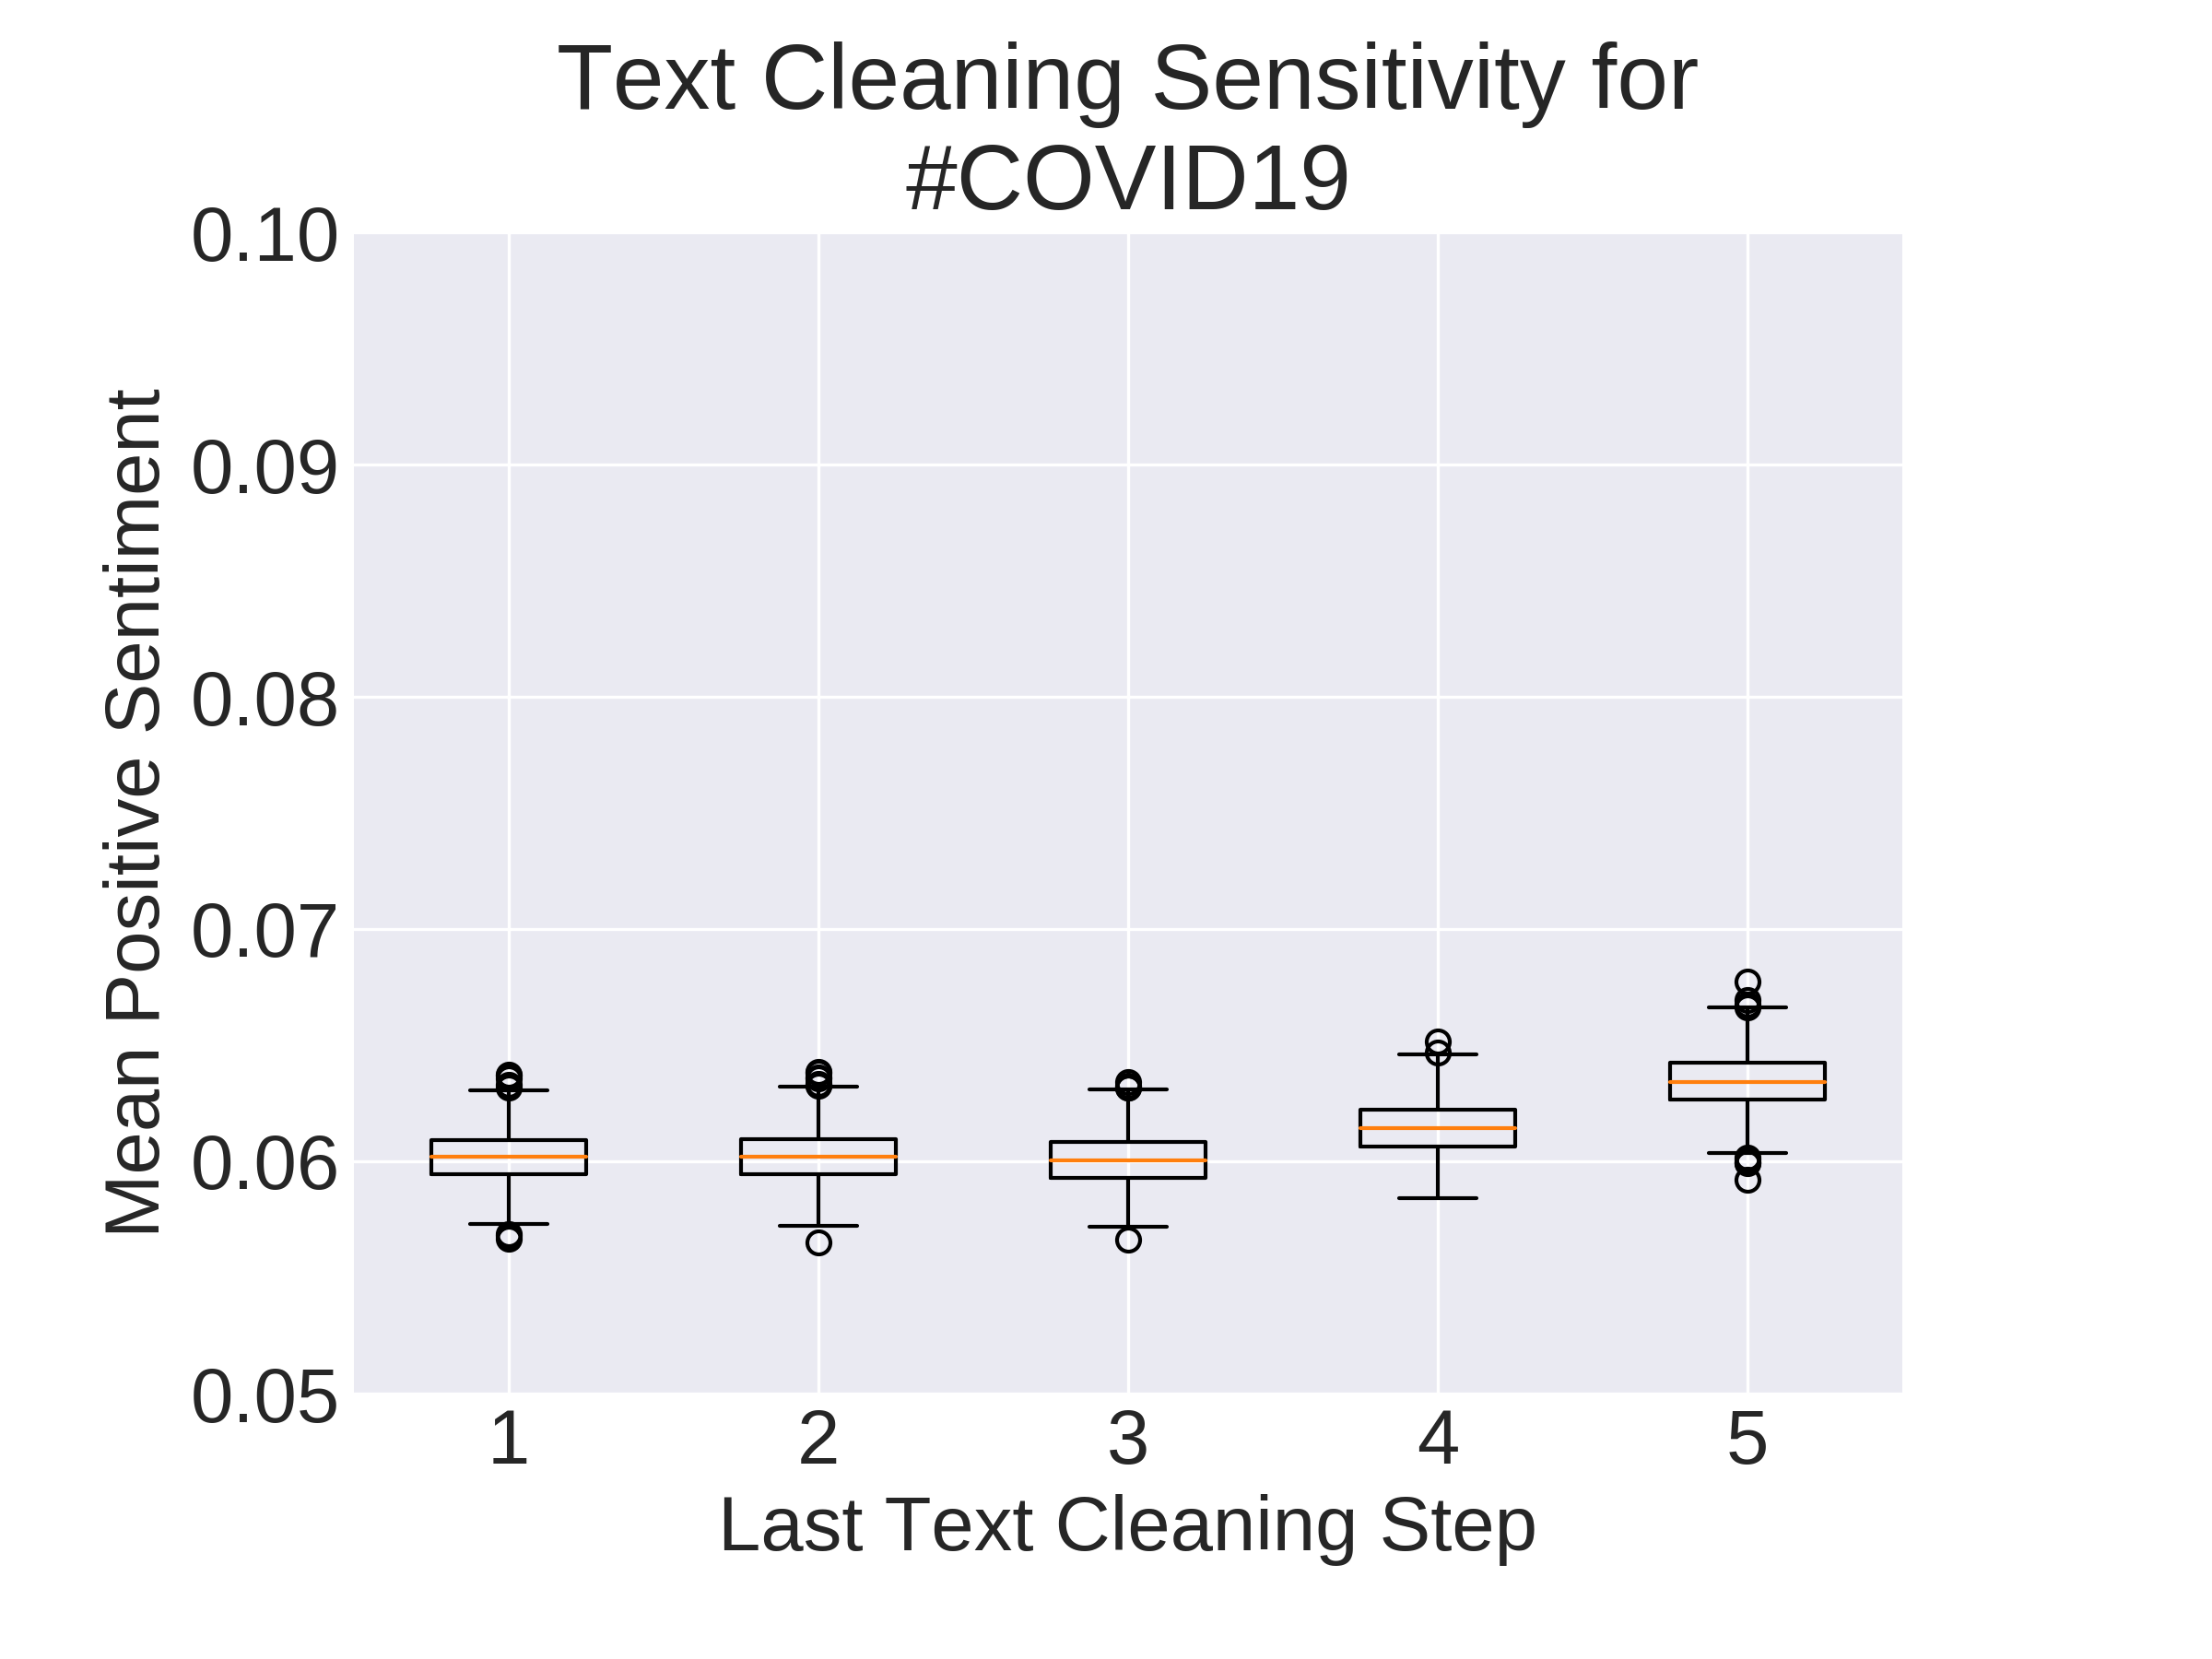 Text Cleaning Sensitivity for
#COVID19
Mean Positive Sentiment
0.10
0.09
0.08
0.07
0.06
0.05
1 2 3 4 5
Last Text Cleaning Step